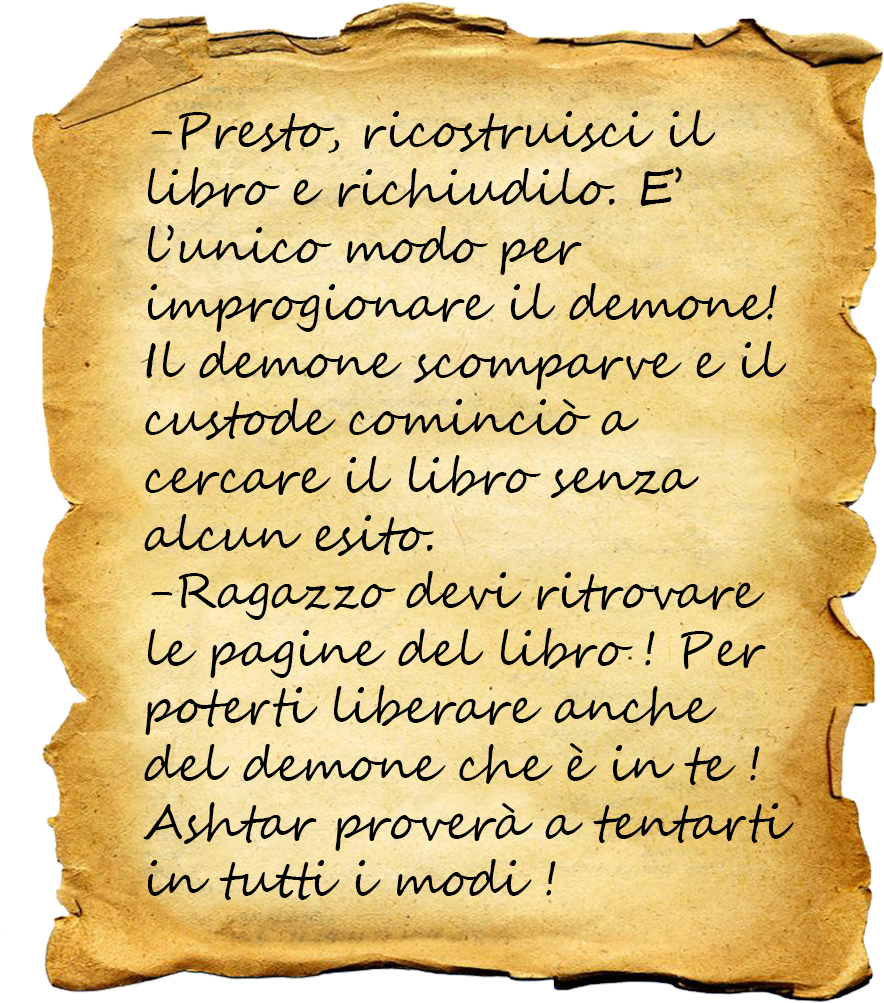 -Presto, ricostruisci il
libro e richiudilo. E'
l'unico modo per
improgionare il demone!
Il demone scomparve e il
custode cominciò a
cercare il libro senza
alcun esito.
-Ragazzo devi ritrovare
le pagine del libro ! Per
poterti liberare anche
del demone che è in te !
Ashtar proverà a tentarti
in tutti i modi !